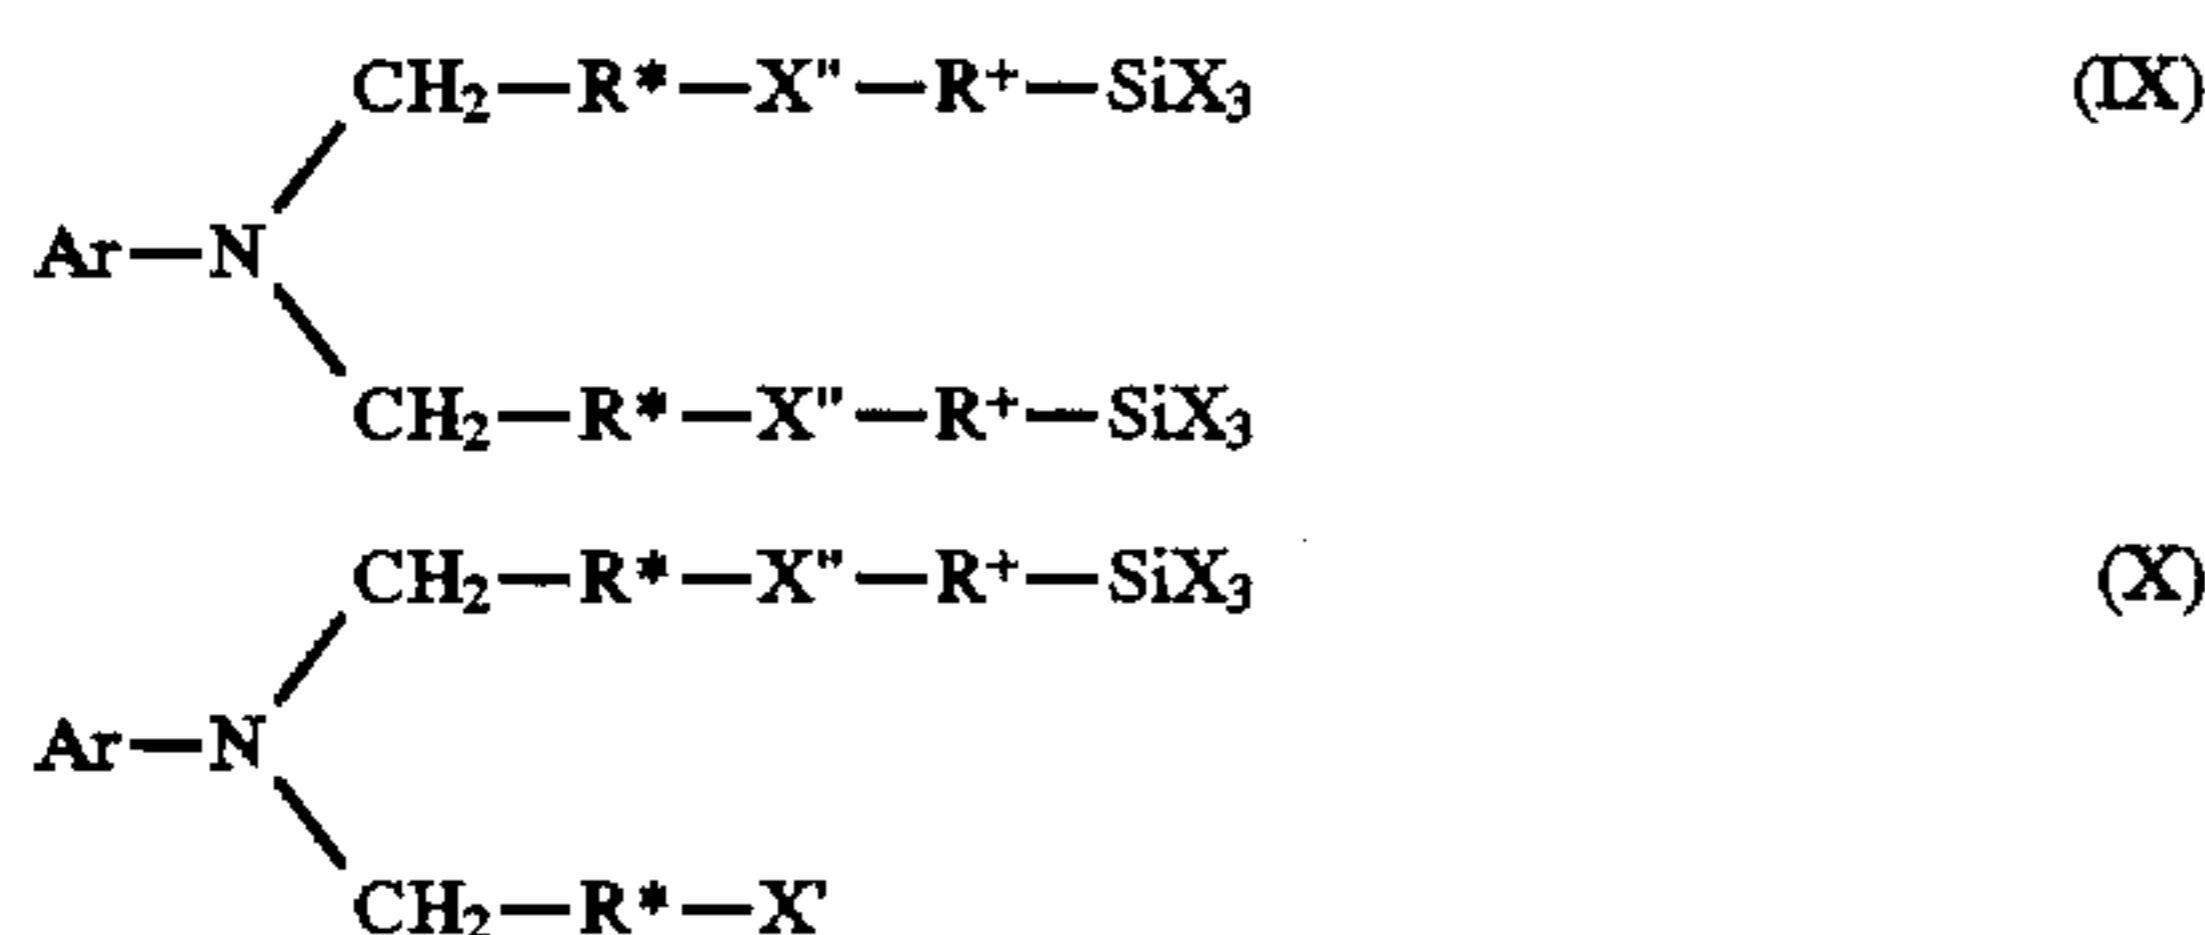 CH₂—R*—X"—R⁺—SiX₃ (IX)
Ar—N
CH₂—R*—X"—R⁺—SiX₃
CH₂—R*—X"—R⁺—SiX₃ (X)
Ar—N
CH₂—R*—X'